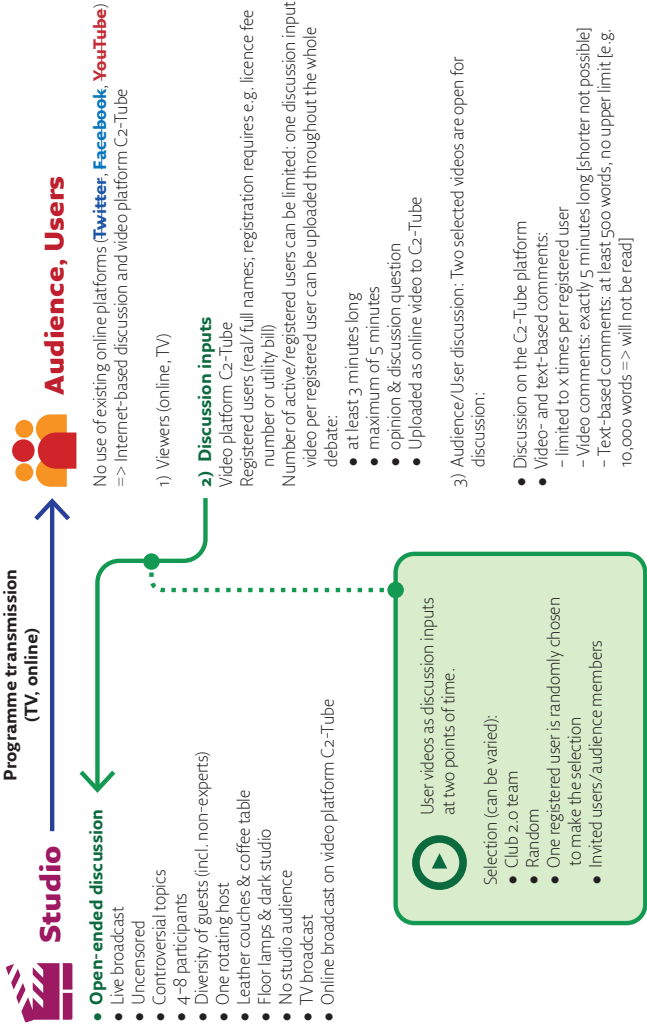 Studio
Programme transmission
(TV, online)
Audience, Users
• Open-ended discussion
• Live broadcast
• Uncensored
• Controversial topics
• 4–8 participants
• Diversity of guests (incl. non-experts)
• One rotating host
• Leather couches & coffee table
• Floor lamps & dark studio
• No studio audience
• TV broadcast
• Online broadcast on video platform C2-Tube
User videos as discussion inputs
at two points of time.
Selection (can be varied):
• Club 2.0 team
• Random
• One registered user is randomly chosen
to make the selection
• Invited users/audience members
No use of existing online platforms (Twitter, Facebook, YouTube)
=> Internet-based discussion and video platform C2-Tube
1) Viewers (online, TV)
2) Discussion inputs
Video platform C2-Tube
Registered users (real/full names; registration requires e.g. licence fee
number or utility bill)
Number of active/registered users can be limited: one discussion input
video per registered user can be uploaded throughout the whole
debate:
• at least 3 minutes long
• maximum of 5 minutes
• opinion & discussion question
• Uploaded as online video to C2-Tube
3) Audience/User discussion: Two selected videos are open for
discussion:
• Discussion on the C2-Tube platform
• Video- and text-based comments:
– limited to x times per registered user
– Video comments: exactly 5 minutes long [shorter not possible]
– Text-based comments: at least 500 words, no upper limit [e.g.
10,000 words => will not be read]